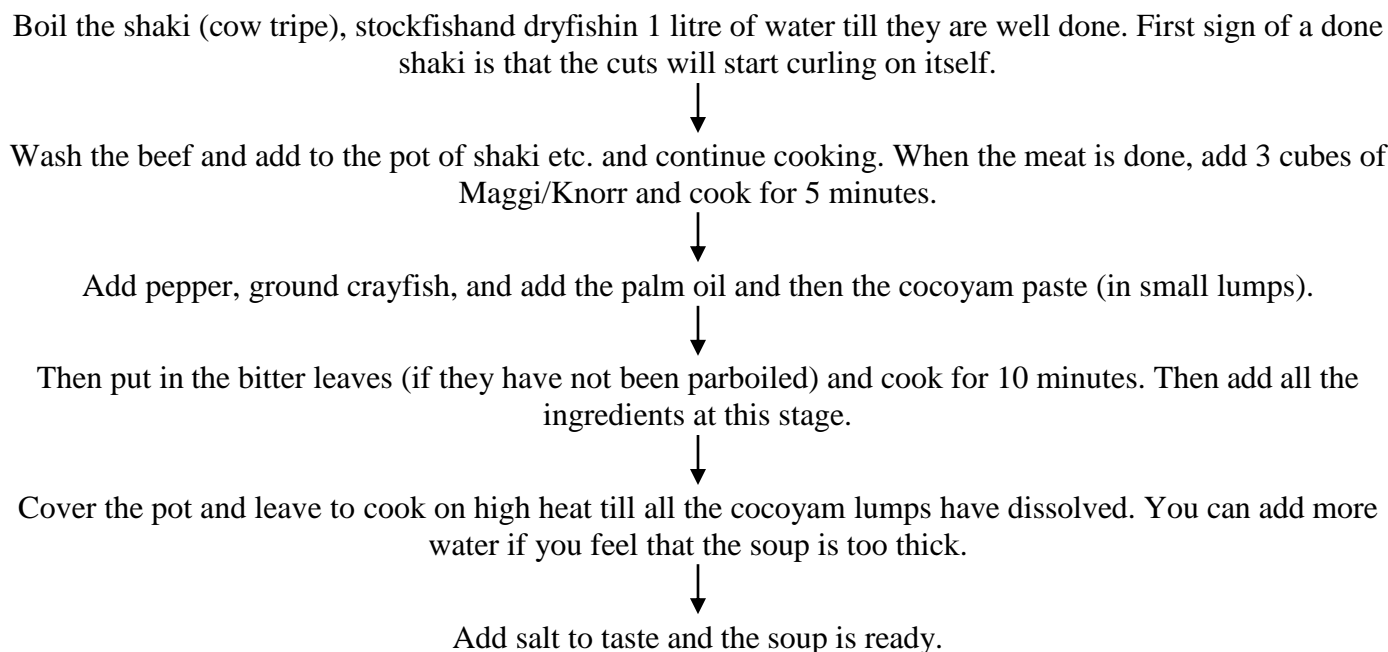 Boil the shaki (cow tripe), stockfishand dryfishin 1 litre of water till they are well done. First sign of a done
shaki is that the cuts will start curling on itself.
Wash the beef and add to the pot of shaki etc. and continue cooking. When the meat is done, add 3 cubes of
Maggi/Knorr and cook for 5 minutes.
Add pepper, ground crayfish, and add the palm oil and then the cocoyam paste (in small lumps).
Then put in the bitter leaves (if they have not been parboiled) and cook for 10 minutes. Then add all the
ingredients at this stage.
Cover the pot and leave to cook on high heat till all the cocoyam lumps have dissolved. You can add more
water if you feel that the soup is too thick.
Add salt to taste and the soup is ready.